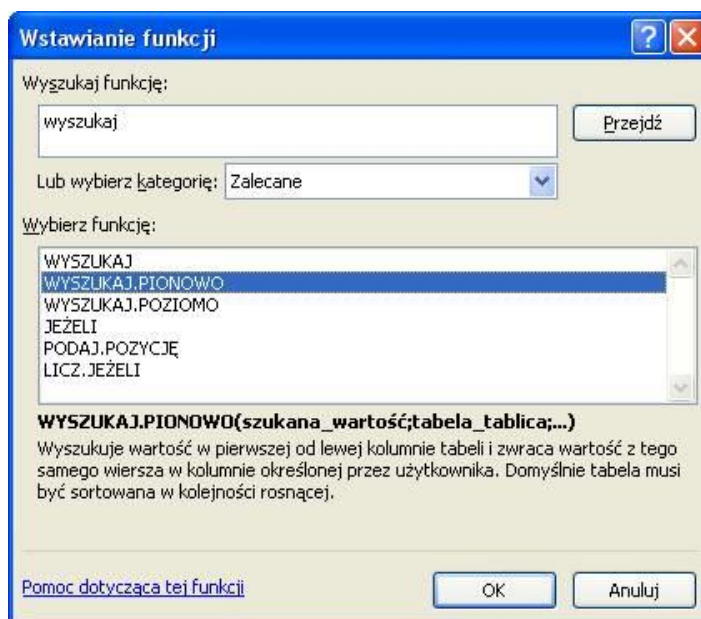 Wstawianie funkcji
Wyszukaj funkcję:
wyszukaj
Przejdź
Lub wybierz kategorię: Zalecane
Wybierz funkcję:
WYSZUKAJ
WYSZUKAJ.PIONOWO
WYSZUKAJ.POZIOMO
JEŻELI
PODAJ.POZYCJĘ
LICZ.JEŻELI
WYSZUKAJ.PIONOWO(szukana_wartość;tabela_tablica;...)
Wyszukuje wartość w pierwszej od lewej kolumnie tabeli i zwraca wartość z tego
samego wiersza w kolumnie określonej przez użytkownika. Domyślnie tabela musi
być sortowana w kolejności rosnącej.
Pomoc dotycząca tej funkcji
OK
Anuluj